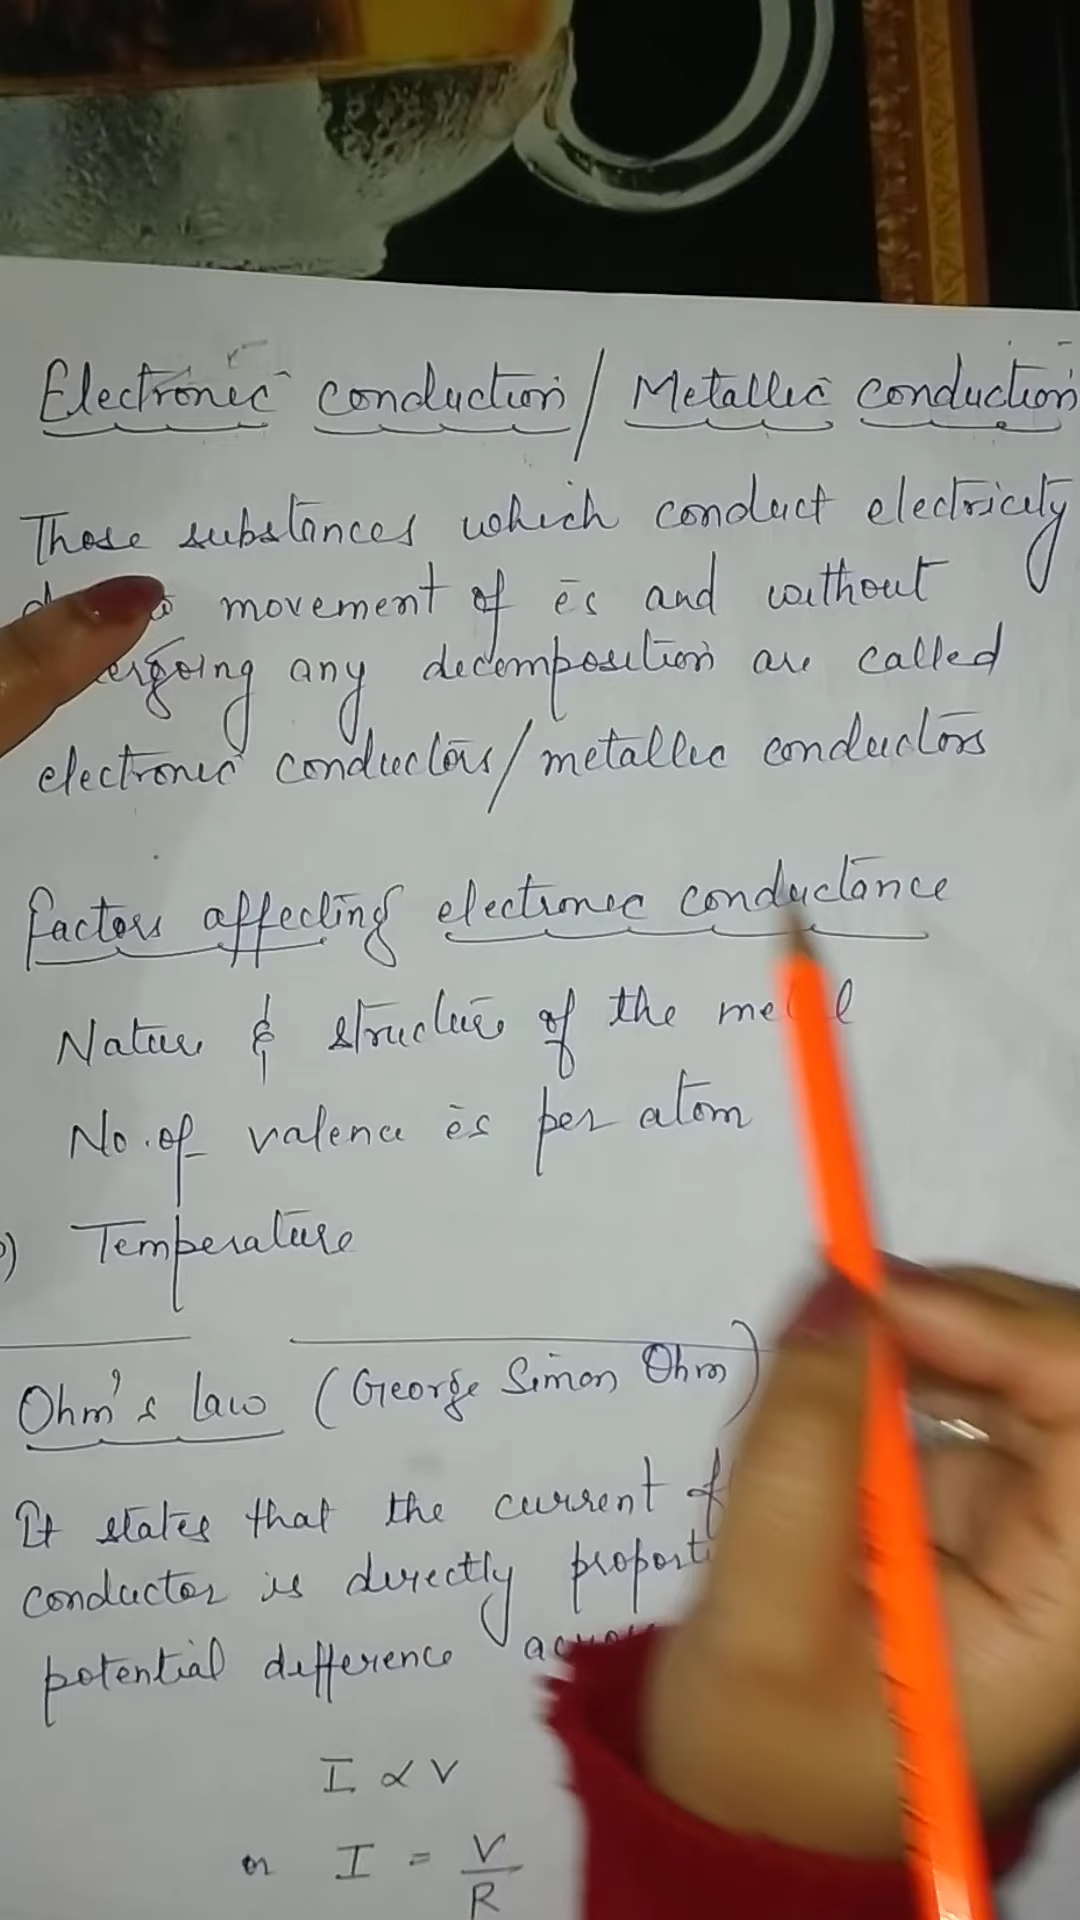 Electronic conduction / Metallic conduction
Those substances which conduct electricity
movement of ēs and without
any decomposition are called
electronic conductors / metallic conductors
Factors affecting electronic conductance
Nature & structure of the
No. of valence ēs per atom
Temperature
Ohm's law (George Simon Ohm)
It states that the current
conductor is directly
potential difference
I ∝ V
or I = V/R